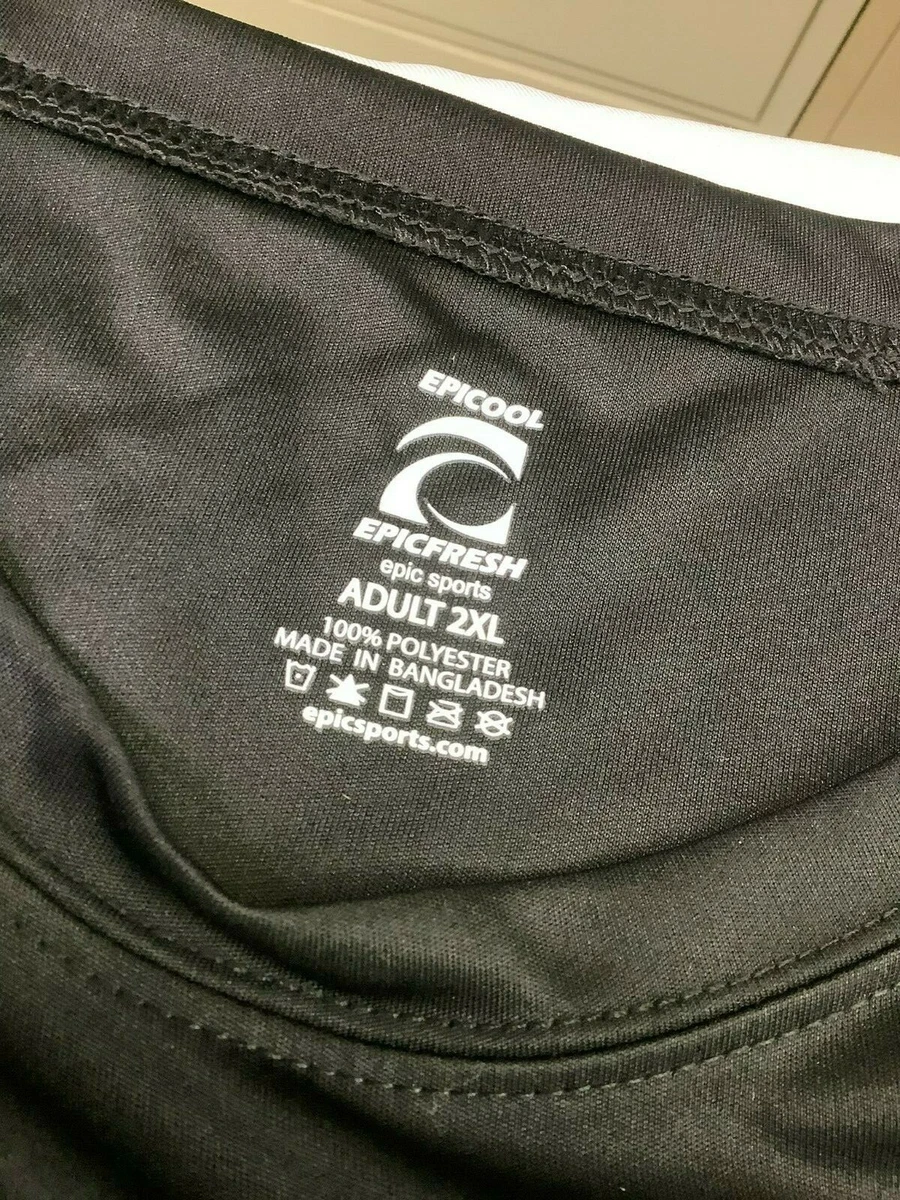 EPICOOL
EPICFRESH
epic sports
ADULT 2XL
100% POLYESTER
MADE IN BANGLADESH
epicsports.com